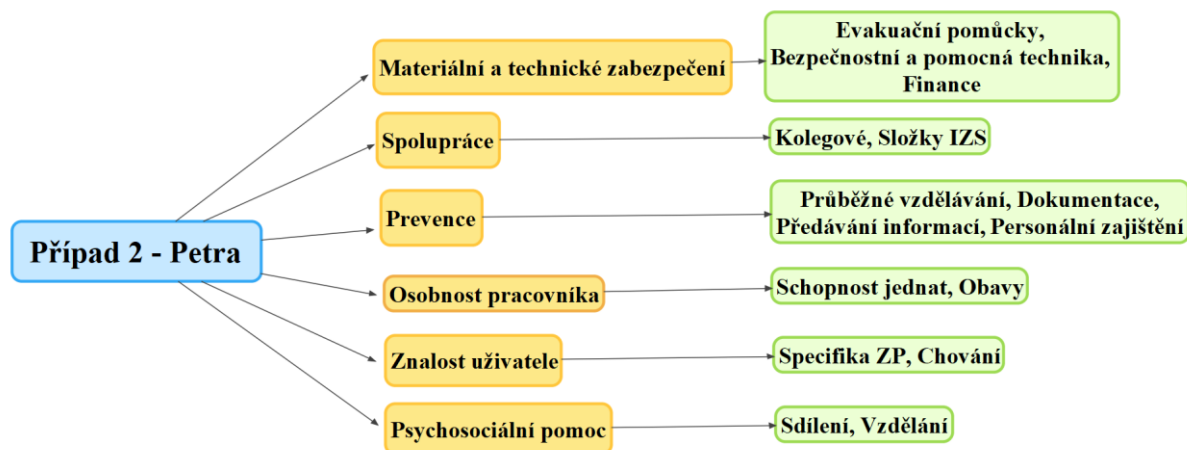 Případ 2 - Petra
Materiální a technické zabezpečení
Evakuační pomůcky,
Bezpečnostní a pomocná technika,
Finance
Spolupráce
Kolegové, Složky IZS
Prevence
Průběžné vzdělávání, Dokumentace,
Předávání informací, Personální zajištění
Osobnost pracovníka
Schopnost jednat, Obavy
Znalost uživatele
Specifika ZP, Chování
Psychosociální pomoc
Sdílení, Vzdělání